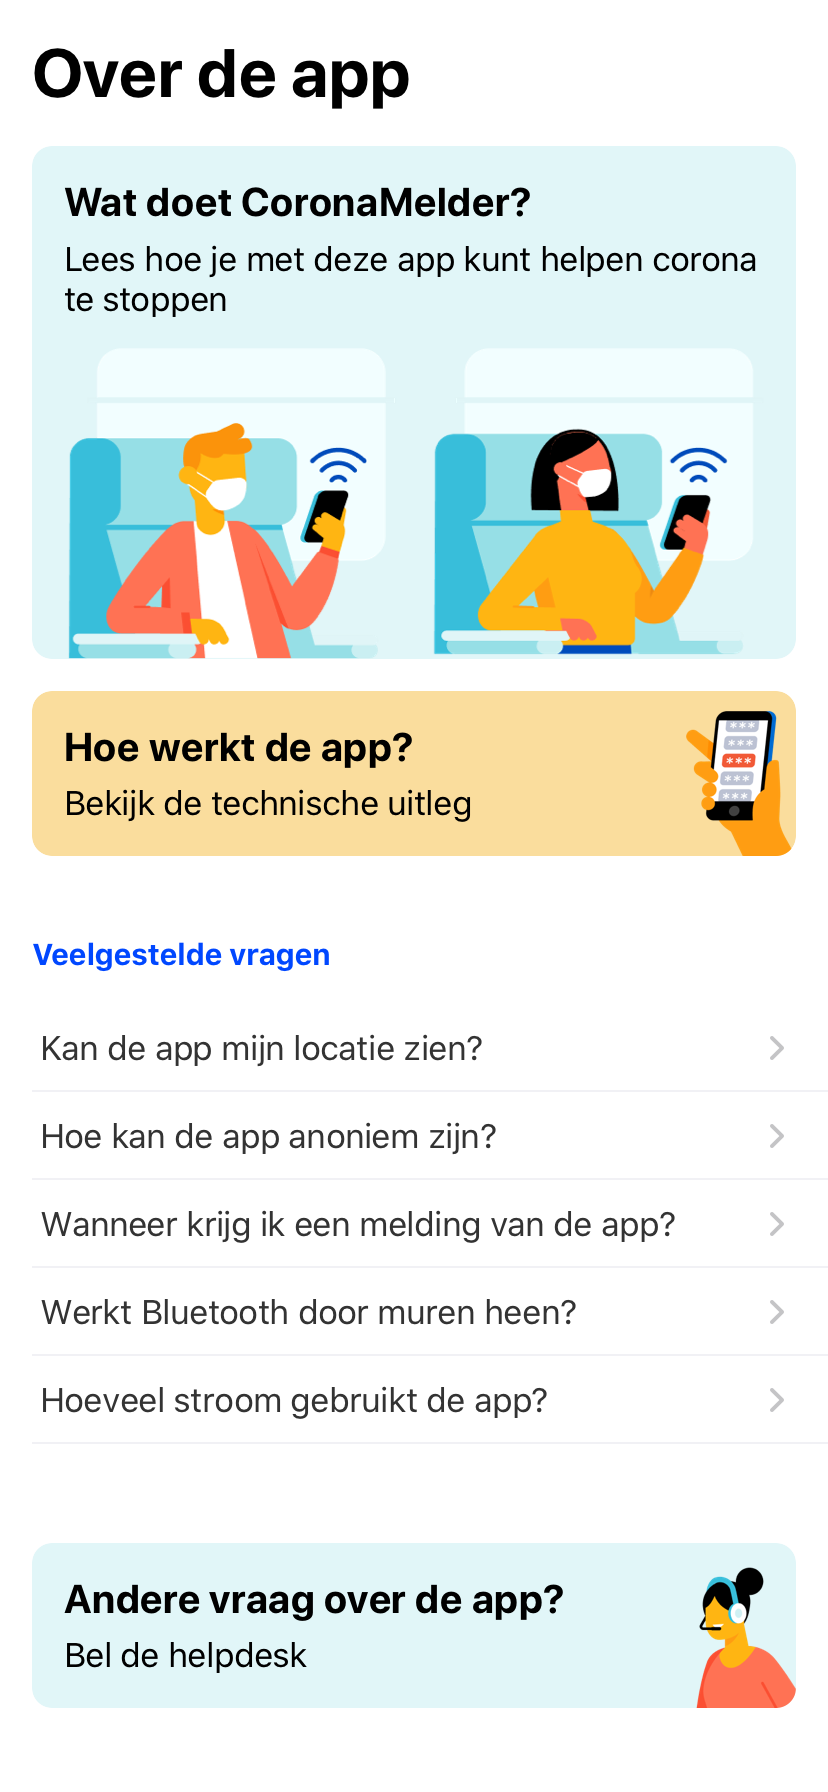 Over de app
Wat doet CoronaMelder?
Lees hoe je met deze app kunt helpen corona
te stoppen
Hoe werkt de app?
Bekijk de technische uitleg
***
***
***
***
***
Veelgestelde vragen
Kan de app mijn locatie zien?
Hoe kan de app anoniem zijn?
Wanneer krijg ik een melding van de app?
Werkt Bluetooth door muren heen?
Hoeveel stroom gebruikt de app?
Andere vraag over de app?
Bel de helpdesk